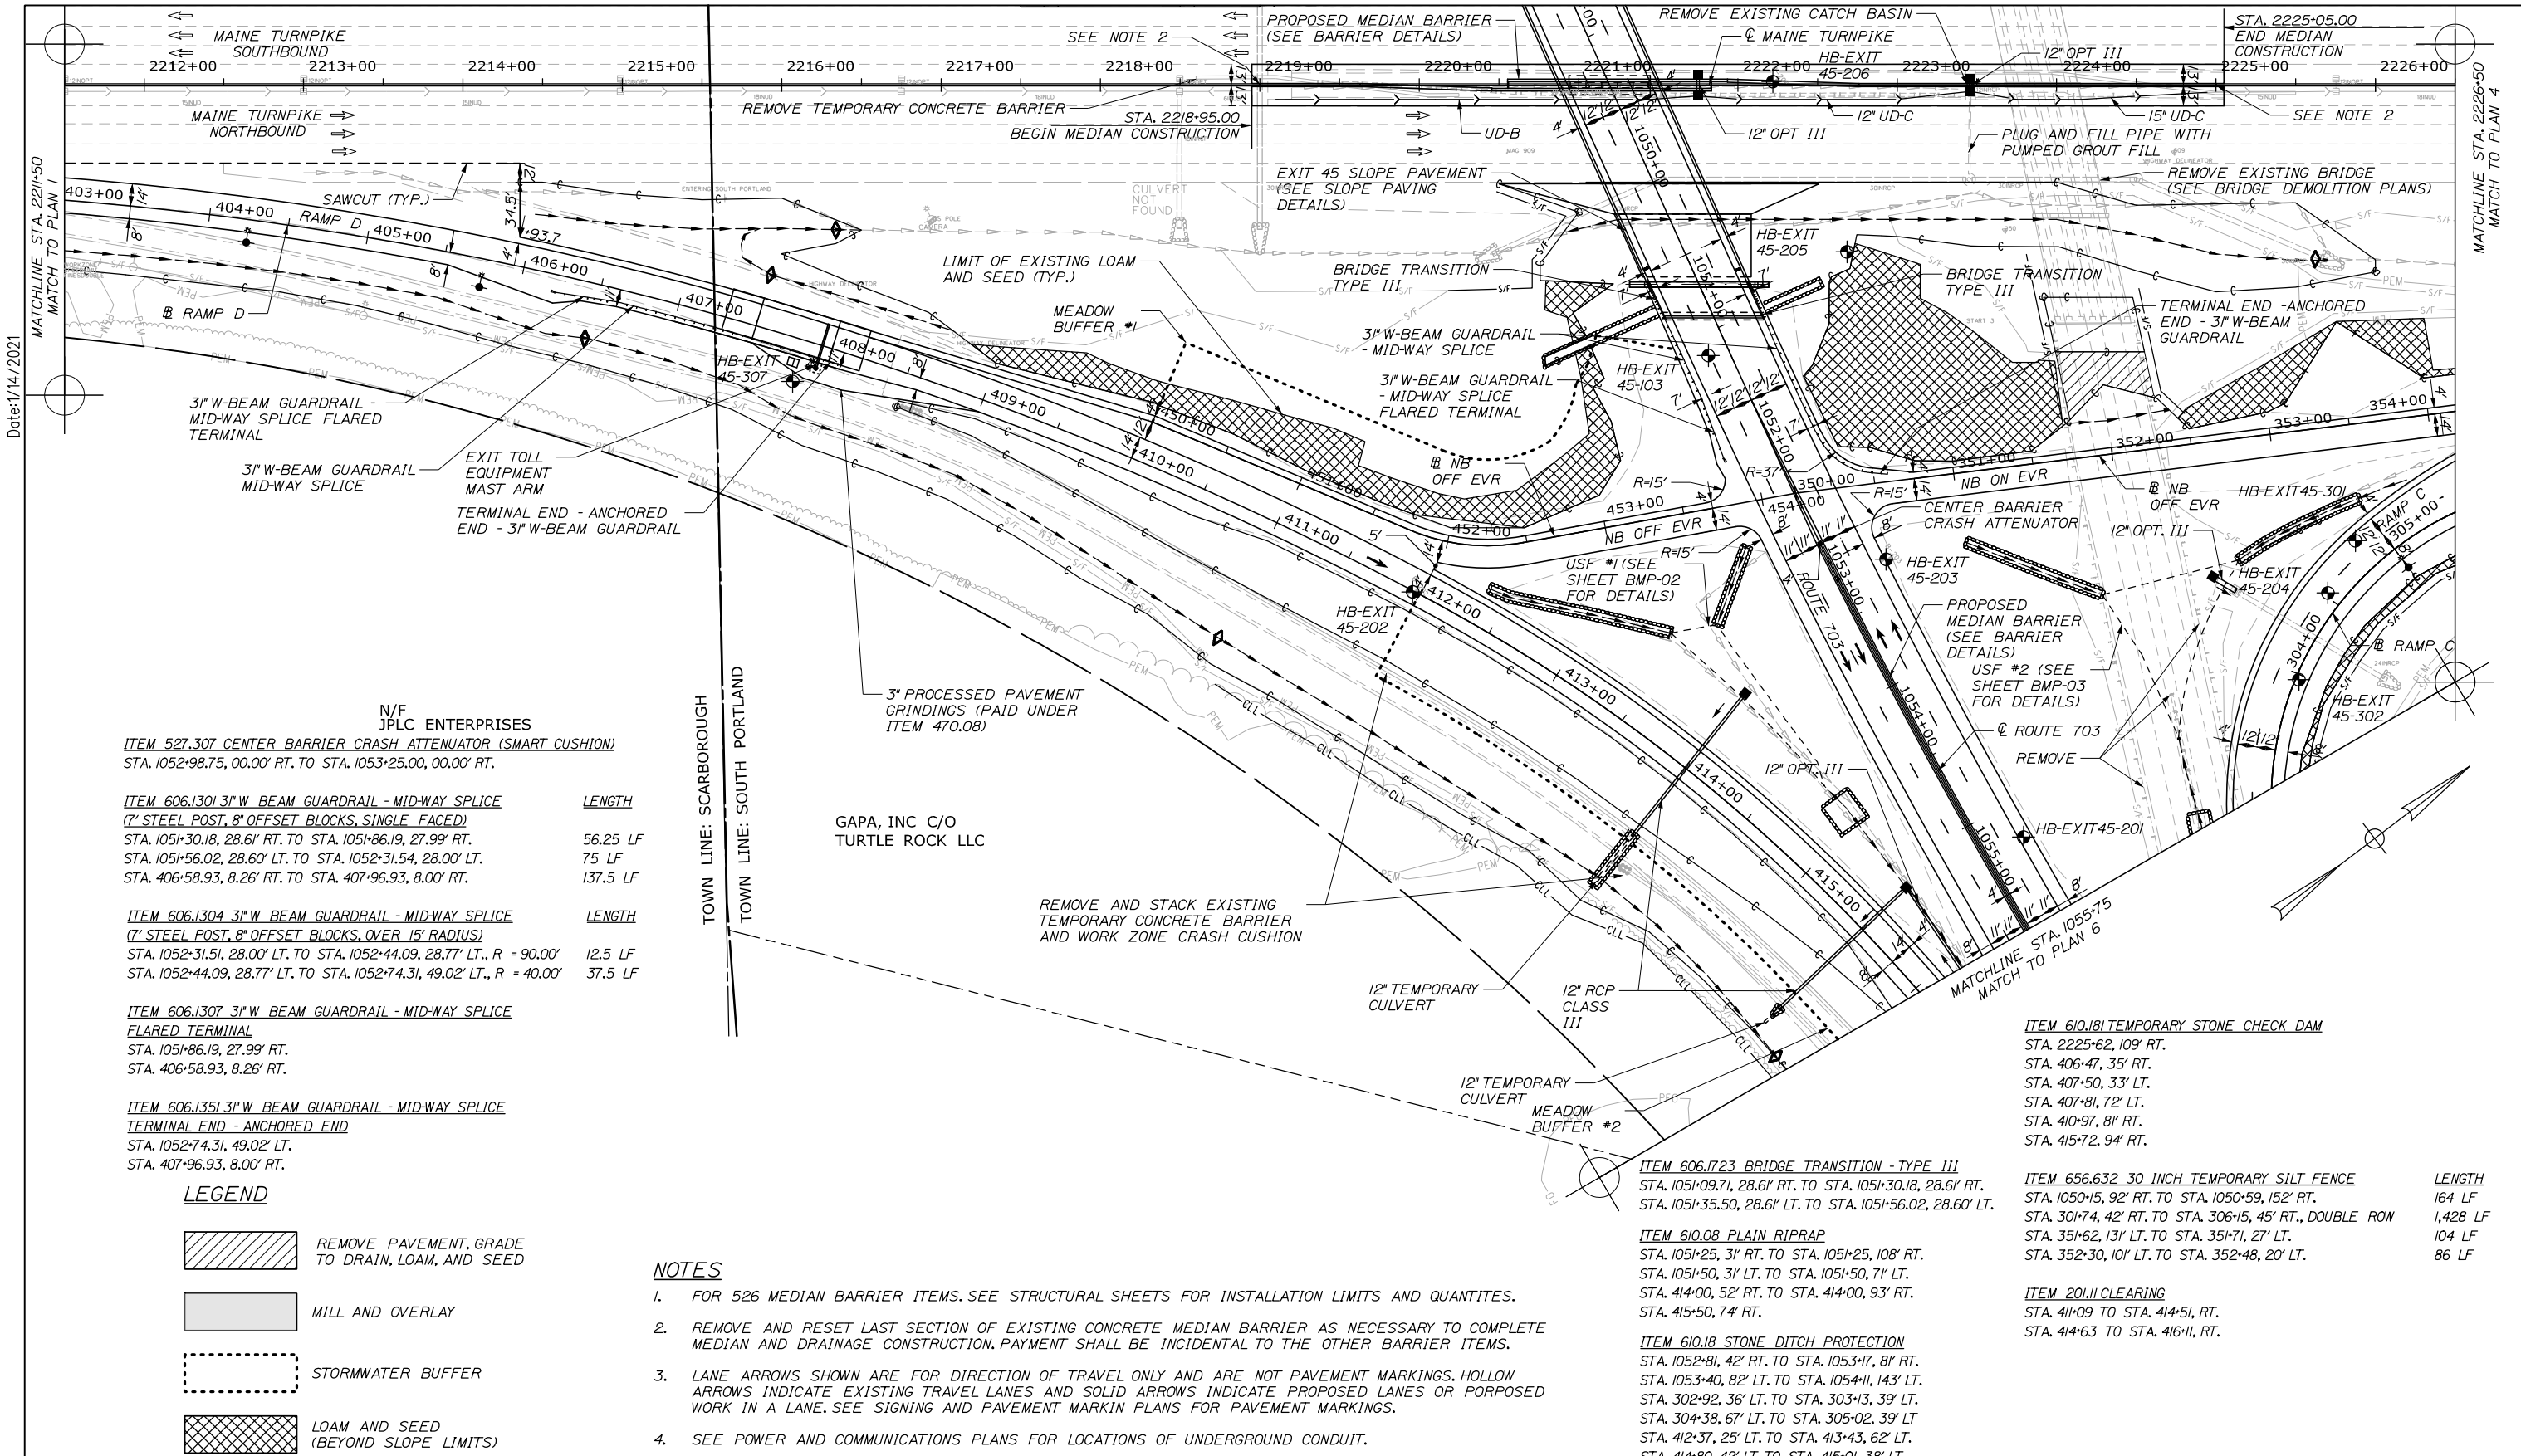 MAINE TURNPIKE
SOUTHBOUND
SEE NOTE 2
PROPOSED MEDIAN BARRIER
(SEE BARRIER DETAILS)
REMOVE EXISTING CATCH BASIN
℄ MAINE TURNPIKE
HB-EXIT
45-206
12" OPT III
STA. 2225+05.00
END MEDIAN
CONSTRUCTION
2212+00
2213+00
2214+00
2215+00
2216+00
2217+00
2218+00
2219+00
2220+00
2221+00
2222+00
2223+00
2224+00
2225+00
2226+00
MAINE TURNPIKE
NORTHBOUND
REMOVE TEMPORARY CONCRETE BARRIER
STA. 2218+95.00
BEGIN MEDIAN CONSTRUCTION
UD-B
12" OPT III
12" UD-C
15" UD-C
SEE NOTE 2
PLUG AND FILL PIPE WITH
PUMPED GROUT FILL
REMOVE EXISTING BRIDGE
(SEE BRIDGE DEMOLITION PLANS)
MATCHLINE STA. 2211+50
MATCH TO PLAN 1
MATCHLINE STA. 2226+50
MATCH TO PLAN 4
Date:1/14/2021
403+00
404+00
405+00
406+00
407+00
408+00
409+00
410+00
411+00
412+00
413+00
414+00
415+00
RAMP D
SAWCUT (TYP.)
34.5'
12'
+93.7
ENTERING SOUTH PORTLAND
CULVERT
NOT
FOUND
EXIT 45 SLOPE PAVEMENT
(SEE SLOPE PAVING
DETAILS)
HB-EXIT
45-205
LIMIT OF EXISTING LOAM
AND SEED (TYP.)
BRIDGE TRANSITION
TYPE III
BRIDGE TRANSITION
TYPE III
MEADOW
BUFFER #1
31" W-BEAM GUARDRAIL
- MID-WAY SPLICE
TERMINAL END - ANCHORED
END - 31" W-BEAM
GUARDRAIL
31" W-BEAM GUARDRAIL
- MID-WAY SPLICE
FLARED TERMINAL
HB-EXIT
45-103
HB-EXIT
45-307
RAMP D
31" W-BEAM GUARDRAIL -
MID-WAY SPLICE FLARED
TERMINAL
31" W-BEAM GUARDRAIL
MID-WAY SPLICE
EXIT TOLL
EQUIPMENT
MAST ARM
TERMINAL END - ANCHORED
END - 31" W-BEAM GUARDRAIL
450+00
451+00
452+00
453+00
454+00
350+00
351+00
352+00
353+00
354+00
NB
OFF EVR
NB OFF EVR
NB ON EVR
NB
OFF EVR
R=15'
R=37'
R=15'
R=15'
1050+00
1051+00
1052+00
1053+00
1054+00
1055+00
CENTER BARRIER
CRASH ATTENUATOR
HB-EXIT 45-301
RAMP C
305+00
304+00
12" OPT. III
HB-EXIT
45-204
HB-EXIT
45-203
USF #1 (SEE
SHEET BMP-02
FOR DETAILS)
ROUTE 703
HB-EXIT
45-202
PROPOSED
MEDIAN BARRIER
(SEE BARRIER
DETAILS)
USF #2 (SEE
SHEET BMP-03
FOR DETAILS)
℄ ROUTE 703
REMOVE
RAMP C
HB-EXIT
45-302
3" PROCESSED PAVEMENT
GRINDINGS (PAID UNDER
ITEM 470.08)
12" OPT. III
HB-EXIT 45-201
TOWN LINE: SCARBOROUGH
TOWN LINE: SOUTH PORTLAND
N/F
JPLC ENTERPRISES
GAPA, INC C/O
TURTLE ROCK LLC
REMOVE AND STACK EXISTING
TEMPORARY CONCRETE BARRIER
AND WORK ZONE CRASH CUSHION
12" TEMPORARY
CULVERT
12" RCP
CLASS
III
12" TEMPORARY
CULVERT
MEADOW
BUFFER #2
MATCHLINE STA. 1055+75
MATCH TO PLAN 6
ITEM 527.307 CENTER BARRIER CRASH ATTENUATOR (SMART CUSHION)
STA. 1052+98.75, 00.00' RT. TO STA. 1053+25.00, 00.00' RT.
ITEM 606.1301 31" W BEAM GUARDRAIL - MID-WAY SPLICE LENGTH
(7' STEEL POST, 8" OFFSET BLOCKS, SINGLE FACED)
STA. 1051+30.18, 28.61' RT. TO STA. 1051+86.19, 27.99' RT. 56.25 LF
STA. 1051+56.02, 28.60' LT. TO STA. 1052+31.54, 28.00' LT. 75 LF
STA. 406+58.93, 8.26' RT. TO STA. 407+96.93, 8.00' RT. 137.5 LF
ITEM 606.1304 31" W BEAM GUARDRAIL - MID-WAY SPLICE LENGTH
(7' STEEL POST, 8" OFFSET BLOCKS, OVER 15' RADIUS)
STA. 1052+31.51, 28.00' LT. TO STA. 1052+44.09, 28.77' LT., R = 90.00' 12.5 LF
STA. 1052+44.09, 28.77' LT. TO STA. 1052+74.31, 49.02' LT., R = 40.00' 37.5 LF
ITEM 606.1307 31" W BEAM GUARDRAIL - MID-WAY SPLICE
FLARED TERMINAL
STA. 1051+86.19, 27.99' RT.
STA. 406+58.93, 8.26' RT.
ITEM 606.1351 31" W BEAM GUARDRAIL - MID-WAY SPLICE
TERMINAL END - ANCHORED END
STA. 1052+74.31, 49.02' LT.
STA. 407+96.93, 8.00' RT.
LEGEND
REMOVE PAVEMENT, GRADE
TO DRAIN, LOAM, AND SEED
MILL AND OVERLAY
STORMWATER BUFFER
LOAM AND SEED
(BEYOND SLOPE LIMITS)
NOTES
1. FOR 526 MEDIAN BARRIER ITEMS. SEE STRUCTURAL SHEETS FOR INSTALLATION LIMITS AND QUANTITES.
2. REMOVE AND RESET LAST SECTION OF EXISTING CONCRETE MEDIAN BARRIER AS NECESSARY TO COMPLETE
MEDIAN AND DRAINAGE CONSTRUCTION. PAYMENT SHALL BE INCIDENTAL TO THE OTHER BARRIER ITEMS.
3. LANE ARROWS SHOWN ARE FOR DIRECTION OF TRAVEL ONLY AND ARE NOT PAVEMENT MARKINGS. HOLLOW
ARROWS INDICATE EXISTING TRAVEL LANES AND SOLID ARROWS INDICATE PROPOSED LANES OR PORPOSED
WORK IN A LANE. SEE SIGNING AND PAVEMENT MARKIN PLANS FOR PAVEMENT MARKINGS.
4. SEE POWER AND COMMUNICATIONS PLANS FOR LOCATIONS OF UNDERGROUND CONDUIT.
ITEM 606.1723 BRIDGE TRANSITION - TYPE III
STA. 1051+09.71, 28.61' RT. TO STA. 1051+30.18, 28.61' RT.
STA. 1051+35.50, 28.61' LT. TO STA. 1051+56.02, 28.60' LT.
ITEM 610.08 PLAIN RIPRAP
STA. 1051+25, 31' RT. TO STA. 1051+25, 108' RT.
STA. 1051+50, 31' LT. TO STA. 1051+50, 71' LT.
STA. 414+00, 52' RT. TO STA. 414+00, 93' RT.
STA. 415+50, 74' RT.
ITEM 610.18 STONE DITCH PROTECTION
STA. 1052+81, 42' RT. TO STA. 1053+17, 81' RT.
STA. 1053+40, 82' LT. TO STA. 1054+11, 143' LT.
STA. 302+92, 36' LT. TO STA. 303+13, 39' LT.
STA. 304+38, 67' LT. TO STA. 305+02, 39' LT
STA. 412+37, 25' LT. TO STA. 413+43, 62' LT.
STA. 414+80, 42' LT. TO STA. 415+01, 38' LT.
ITEM 610.181 TEMPORARY STONE CHECK DAM
STA. 2225+62, 109' RT.
STA. 406+47, 35' RT.
STA. 407+50, 33' LT.
STA. 407+81, 72' LT.
STA. 410+97, 81' RT.
STA. 415+72, 94' RT.
ITEM 656.632 30 INCH TEMPORARY SILT FENCE LENGTH
STA. 1050+15, 92' RT. TO STA. 1050+59, 152' RT. 164 LF
STA. 301+74, 42' RT. TO STA. 306+15, 45' RT., DOUBLE ROW 1,428 LF
STA. 351+62, 131' LT. TO STA. 351+71, 27' LT. 104 LF
STA. 352+30, 101' LT. TO STA. 352+48, 20' LT. 86 LF
ITEM 201.11 CLEARING
STA. 411+09 TO STA. 414+51, RT.
STA. 414+63 TO STA. 416+11, RT.